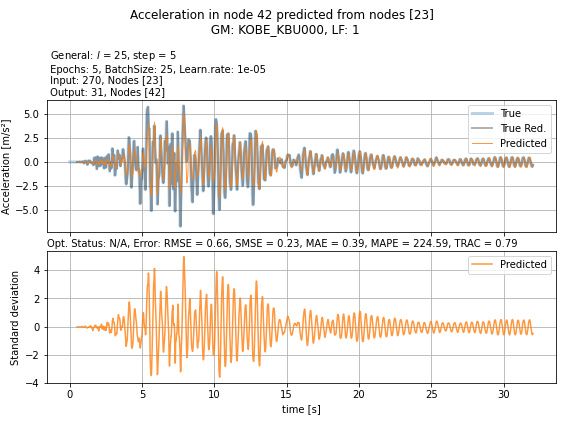 Acceleration in node 42 predicted from nodes [23]
GM: KOBE_KBU000, LF: 1
General: l = 25, step = 5
Epochs: 5, BatchSize: 25, Learn.rate: 1e-05
Input: 270, Nodes [23]
Output: 31, Nodes [42]
Acceleration [m/s²]
5.0
2.5
0.0
−2.5
−5.0
True
True Red.
Predicted
Opt. Status: N/A, Error: RMSE = 0.66, SMSE = 0.23, MAE = 0.39, MAPE = 224.59, TRAC = 0.79
Standard deviation
4
2
0
−2
−4
Predicted
0 5 10 15 20 25 30
time [s]